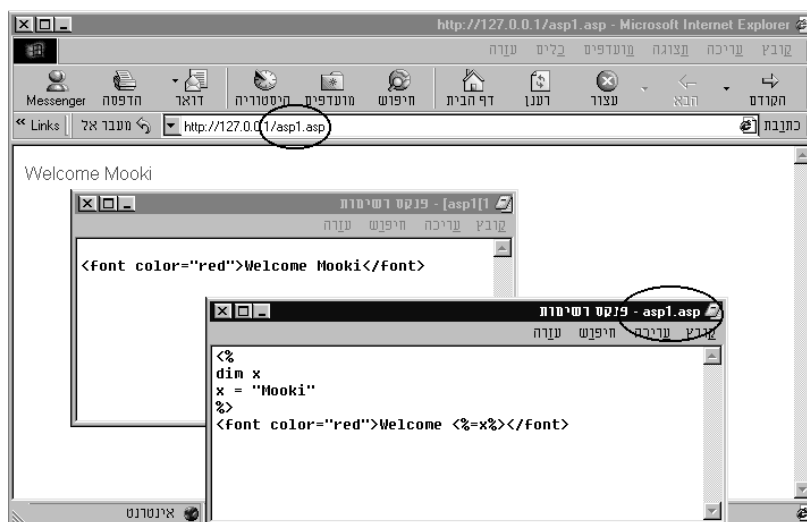 http://127.0.0.1/asp1.asp - Microsoft Internet Explorer
קובץ עריכה תצוגה מועדפים כלים עזרה
הקודם הבא עצור רענן דף הבית חיפוש מועדפים היסטוריה דואר הדפסה Messenger
כתובת http://127.0.0.1/asp1.asp מעבר אל Links
Welcome Mooki
asp1[1] - פנקס רשימות
קובץ עריכה חיפוש עזרה
<font color="red">Welcome Mooki</font>
asp1.asp - פנקס רשימות
קובץ עריכה חיפוש עזרה
<%
dim x
x = "Mooki"
%>
<font color="red">Welcome <%=x%></font>
אינטרנט